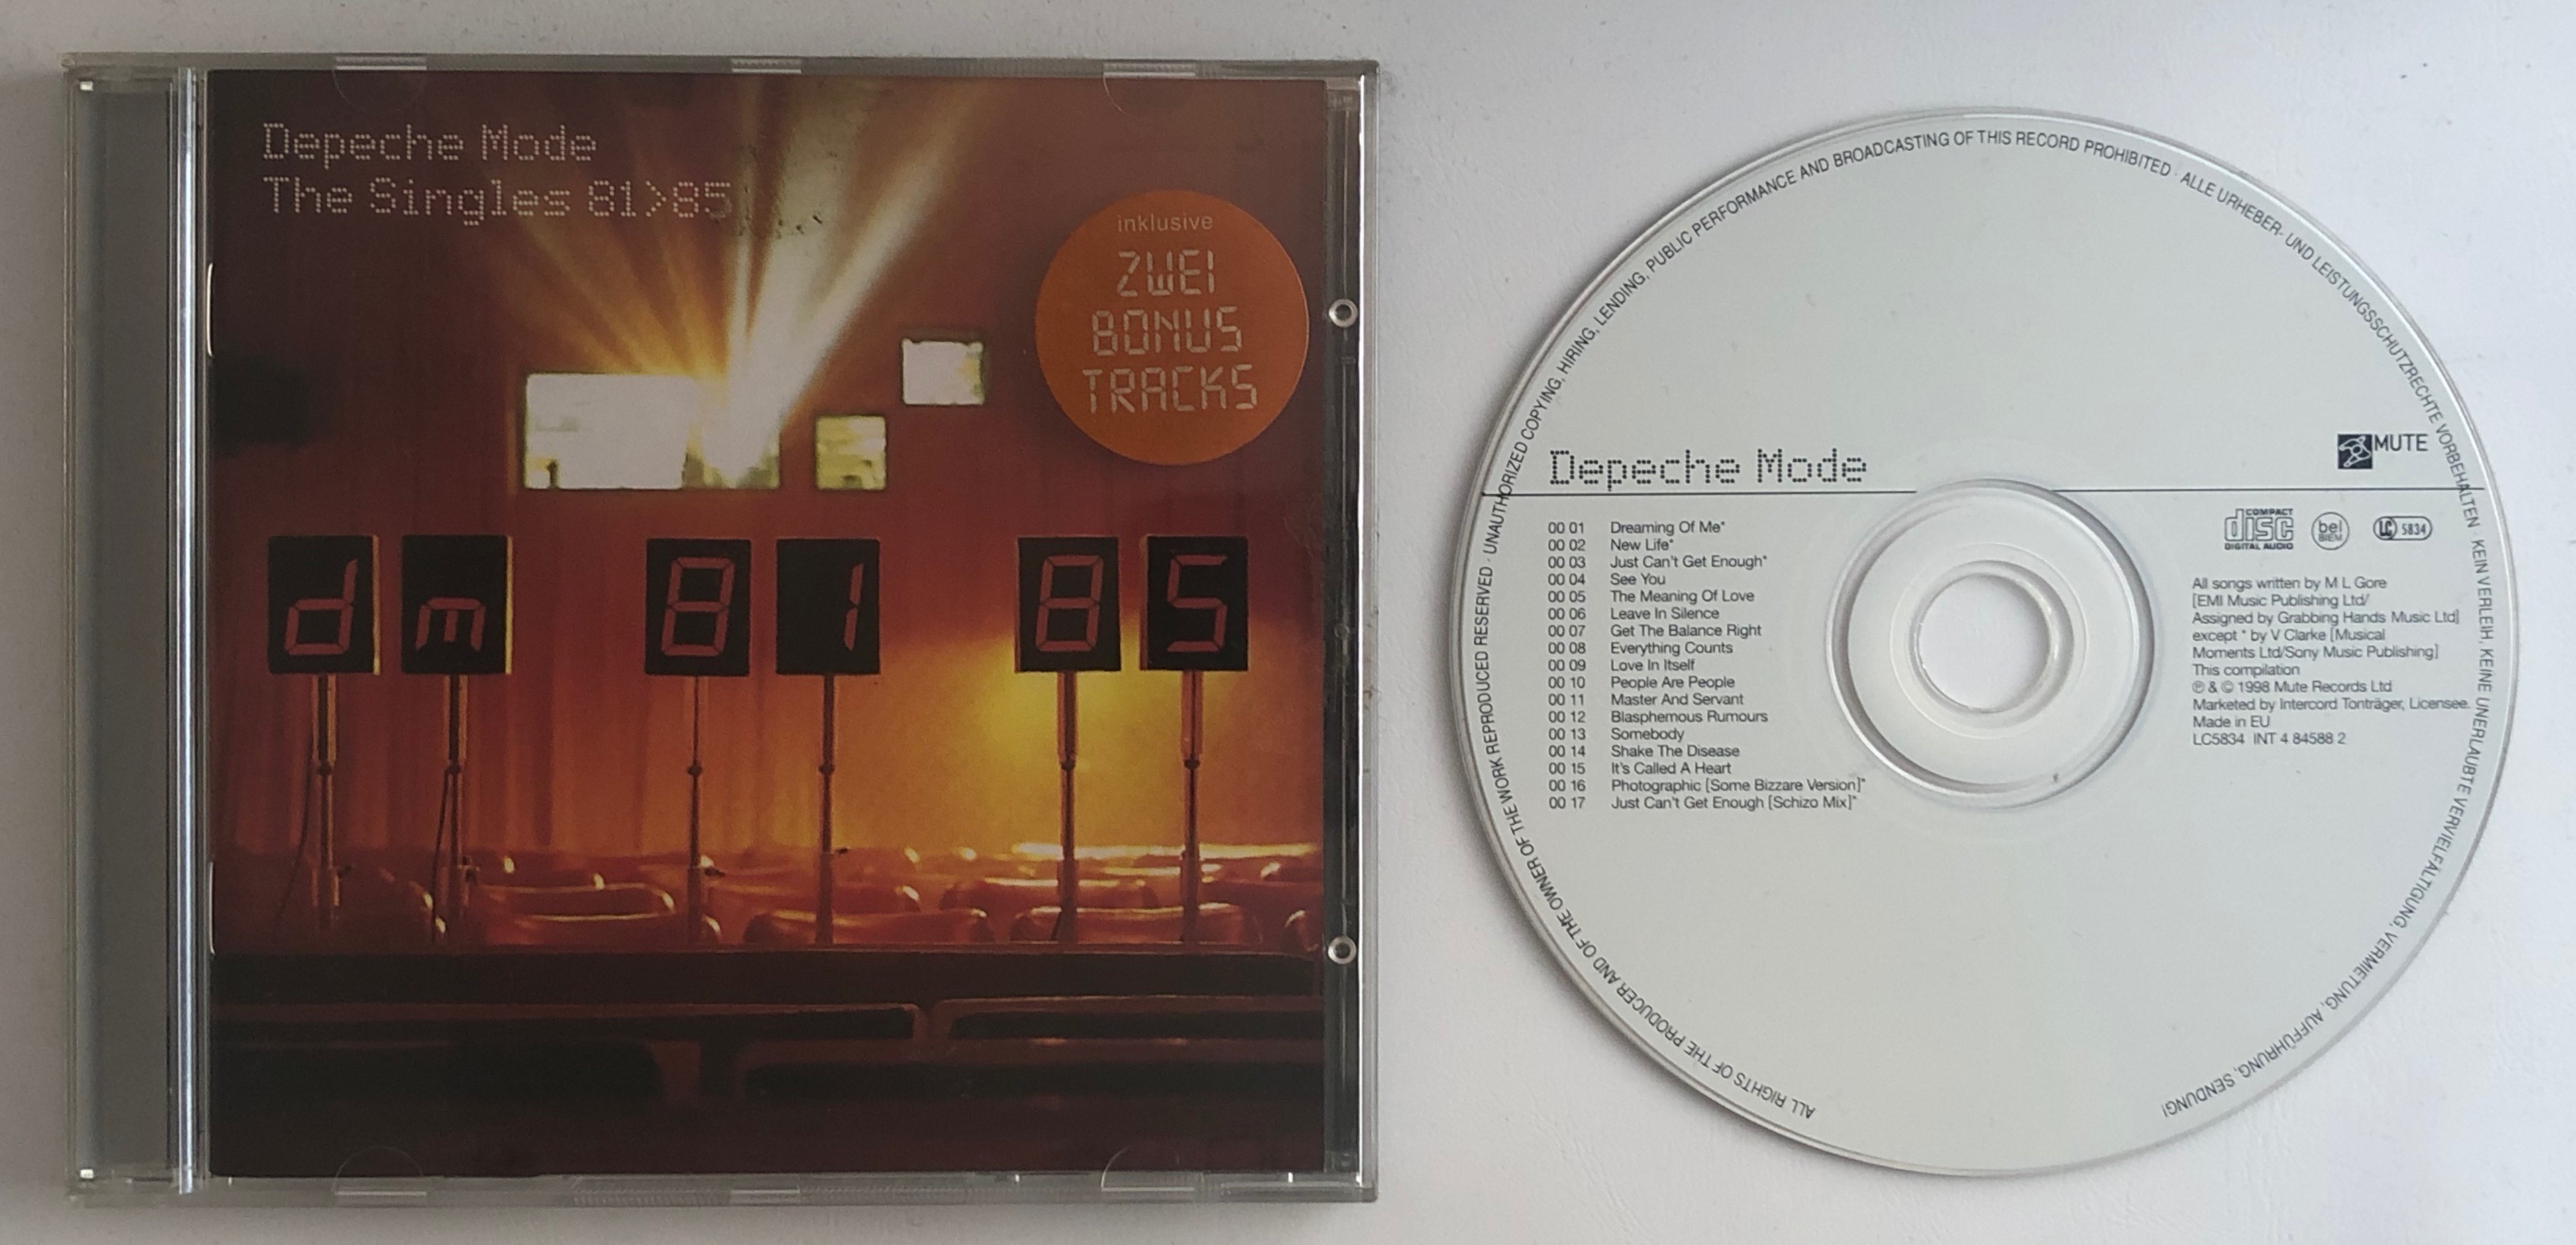 Depeche Mode
The Singles 81>85
inklusive
ZWEI
BONUS
TRACKS
dm 81 85
ALL RIGHTS OF THE PRODUCER AND OF THE OWNER OF THE WORK REPRODUCED RESERVED · UNAUTHORIZED COPYING, HIRING, LENDING, PUBLIC PERFORMANCE AND BROADCASTING OF THIS RECORD PROHIBITED · ALLE URHEBER- UND LEISTUNGSSCHUTZRECHTE VORBEHALTEN · KEIN VERLEIH, KEINE UNERLAUBTE VERVIELFÄLTIGUNG, VERMIETUNG, AUFFÜHRUNG, SENDUNG!
Depeche Mode
MUTE
00 01 Dreaming Of Me*
00 02 New Life*
00 03 Just Can't Get Enough*
00 04 See You
00 05 The Meaning Of Love
00 06 Leave In Silence
00 07 Get The Balance Right
00 08 Everything Counts
00 09 Love In Itself
00 10 People Are People
00 11 Master And Servant
00 12 Blasphemous Rumours
00 13 Somebody
00 14 Shake The Disease
00 15 It's Called A Heart
00 16 Photographic [Some Bizzare Version]*
00 17 Just Can't Get Enough [Schizo Mix]*
COMPACT
disc
DIGITAL AUDIO
bel
BIEM
LC 5834
All songs written by M L Gore
[EMI Music Publishing Ltd/
Assigned by Grabbing Hands Music Ltd]
except * by V Clarke [Musical
Moments Ltd/Sony Music Publishing]
This compilation
℗ & © 1998 Mute Records Ltd
Marketed by Intercord Tonträger, Licensee.
Made in EU
LC5834 INT 4 84588 2